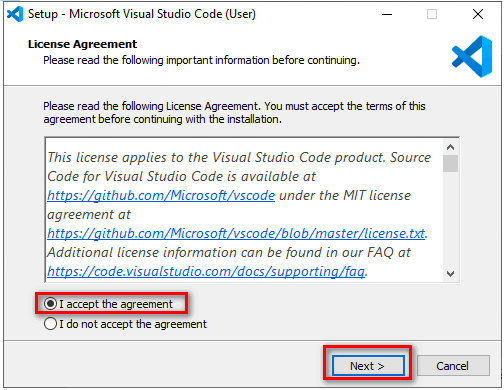 Setup - Microsoft Visual Studio Code (User)
License Agreement
Please read the following important information before continuing.
Please read the following License Agreement. You must accept the terms of this
agreement before continuing with the installation.
This license applies to the Visual Studio Code product. Source
Code for Visual Studio Code is available at
https://github.com/Microsoft/vscode under the MIT license
agreement at
https://github.com/Microsoft/vscode/blob/master/license.txt.
Additional license information can be found in our FAQ at
https://code.visualstudio.com/docs/supporting/faq.
I accept the agreement
I do not accept the agreement
Next >
Cancel